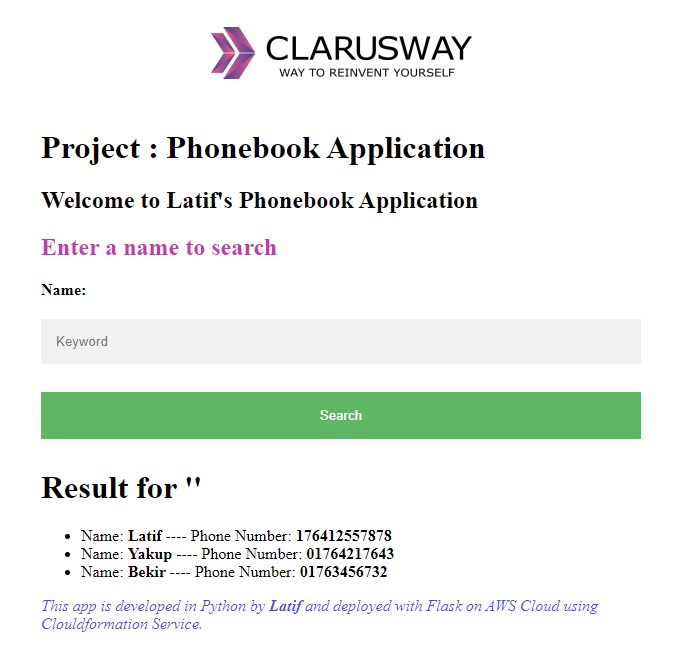 CLARUSWAY
WAY TO REINVENT YOURSELF
Project : Phonebook Application
Welcome to Latif's Phonebook Application
Enter a name to search
Name:
Keyword
Search
Result for ''
Name: Latif ---- Phone Number: 176412557878
Name: Yakup ---- Phone Number: 01764217643
Name: Bekir ---- Phone Number: 01763456732
This app is developed in Python by Latif and deployed with Flask on AWS Cloud using
Clouldformation Service.